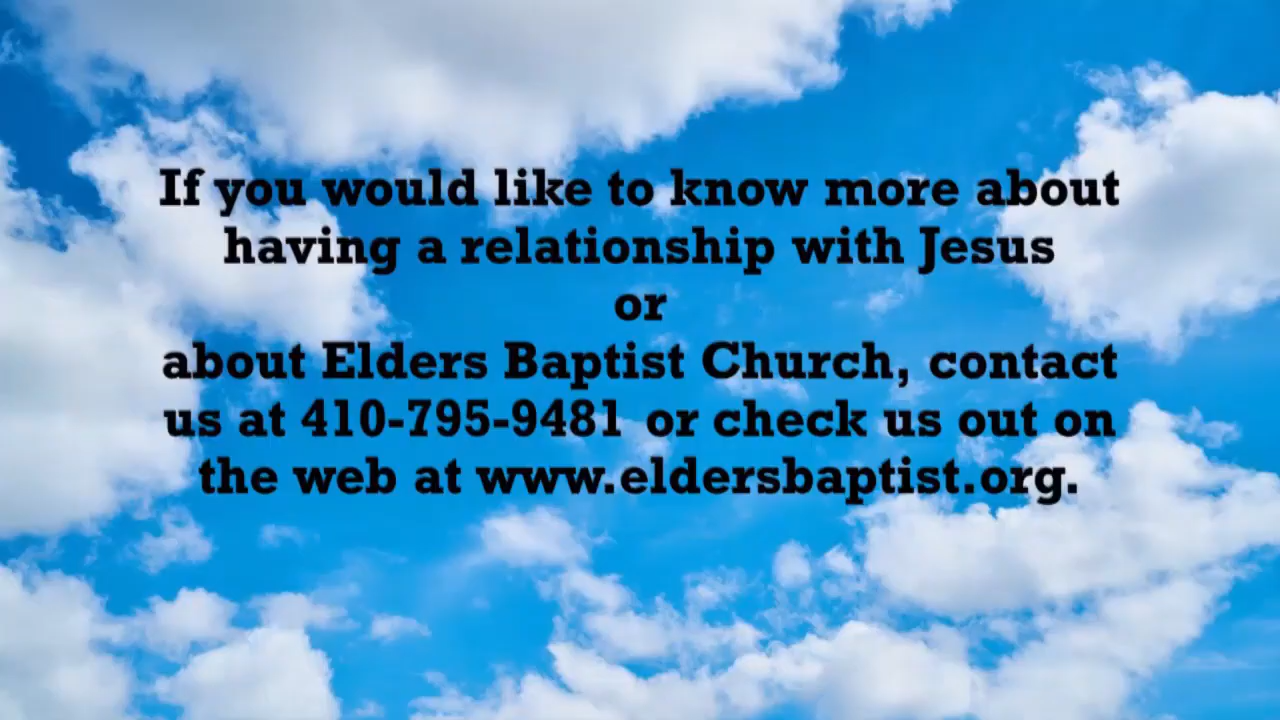 If you would like to know more about
having a relationship with Jesus
or
about Elders Baptist Church, contact
us at 410-795-9481 or check us out on
the web at www.eldersbaptist.org.